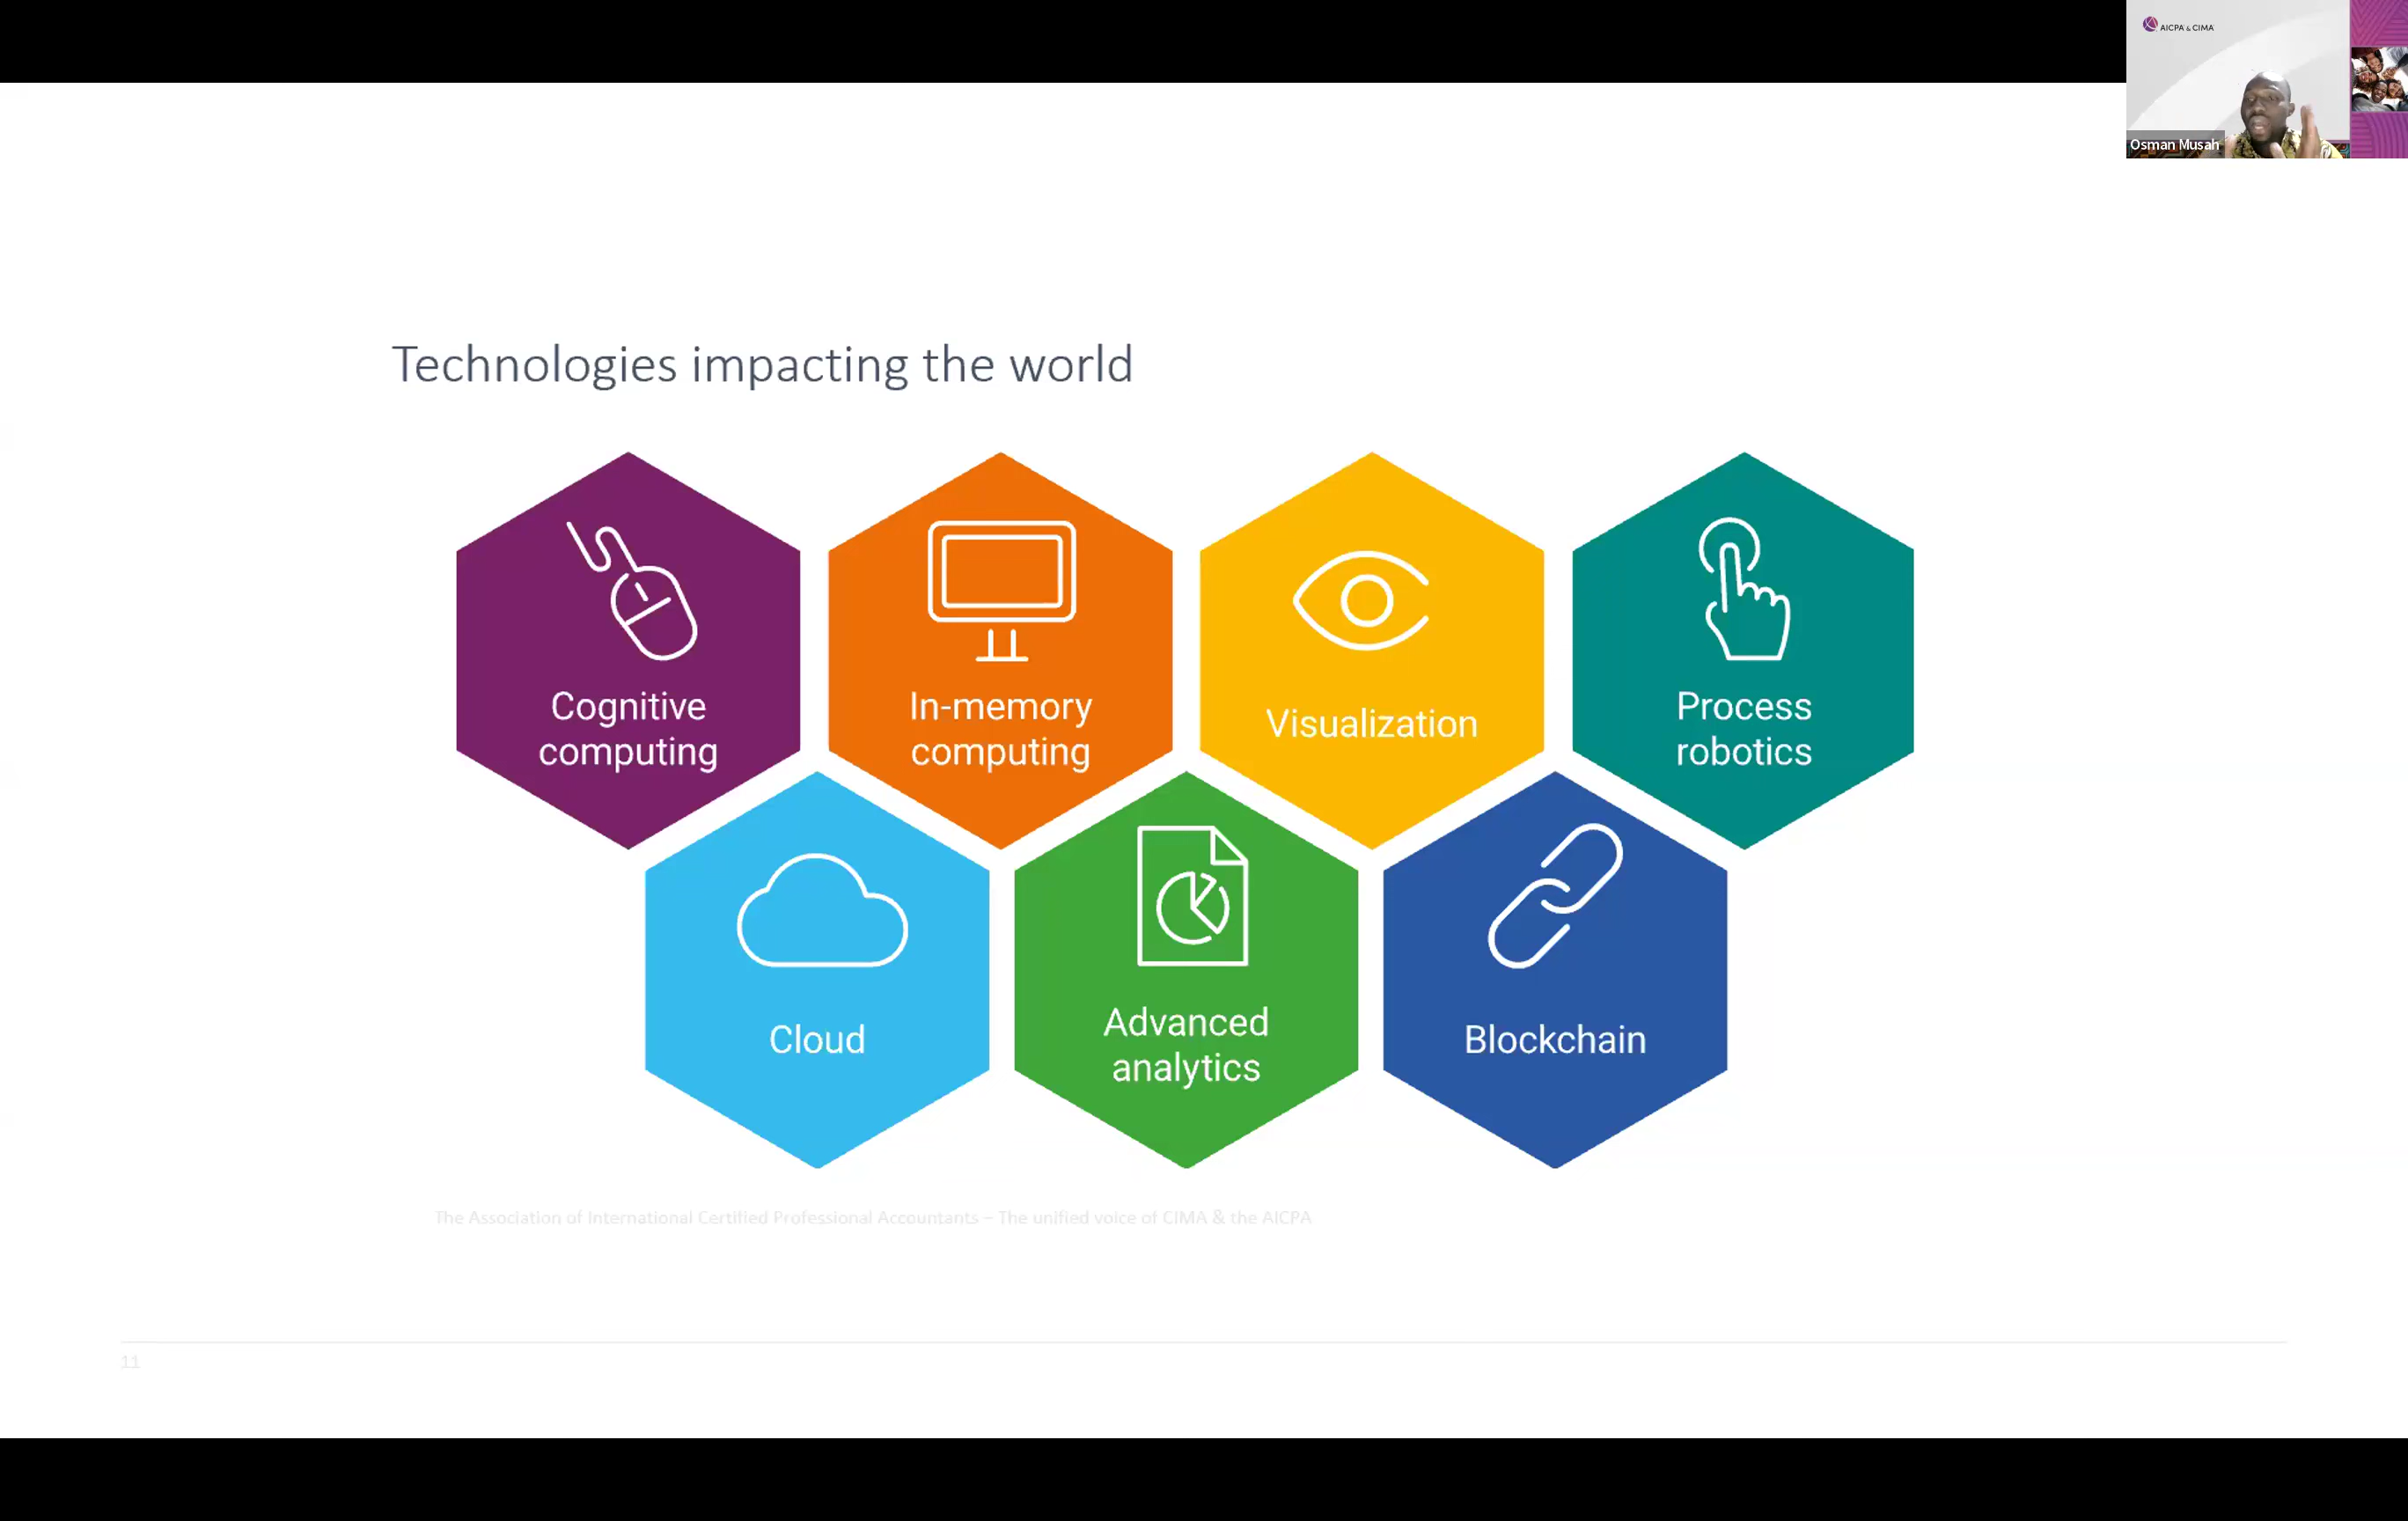 AICPA & CIMA
Osman Musah
Technologies impacting the world
Cognitive
computing
In-memory
computing
Visualization
Process
robotics
Cloud
Advanced
analytics
Blockchain
The Association of International Certified Professional Accountants – The unified voice of CIMA & the AICPA
11